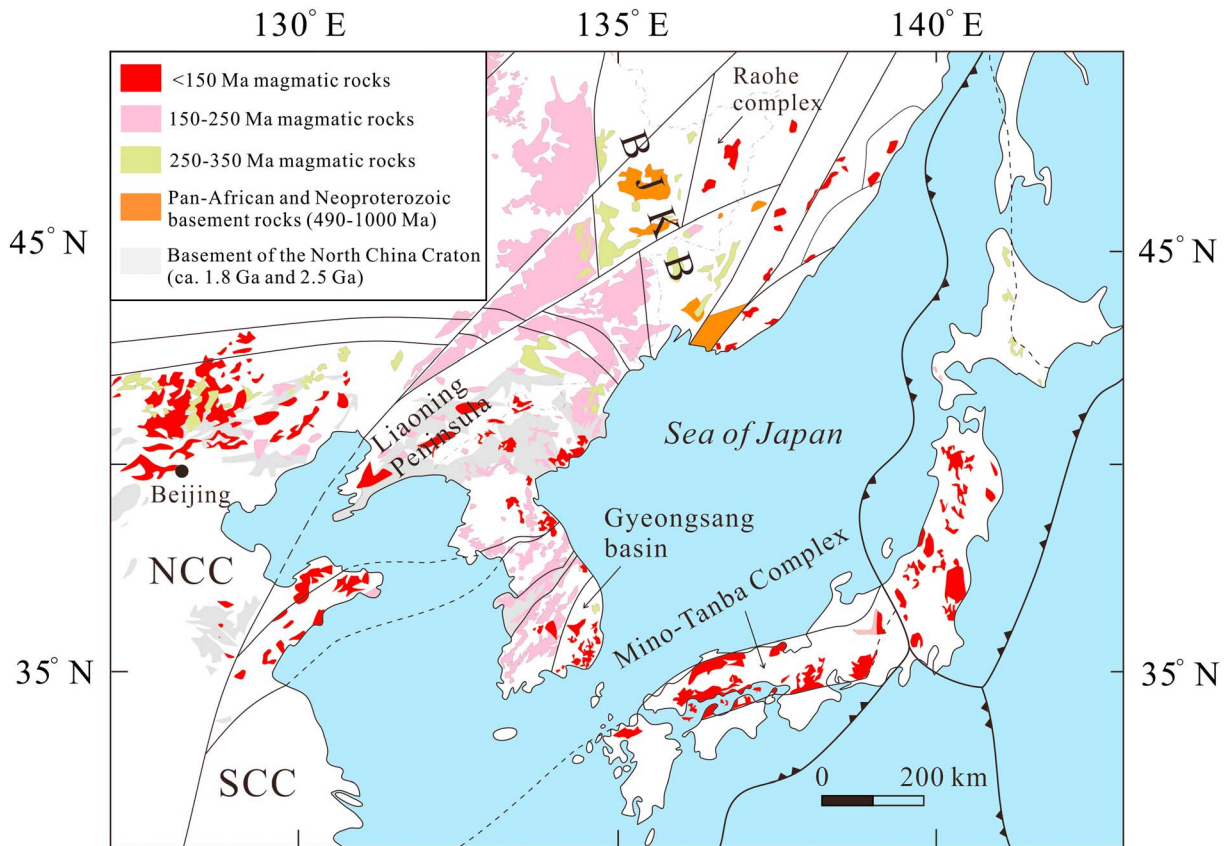 130° E
135° E
140° E
<150 Ma magmatic rocks
150-250 Ma magmatic rocks
250-350 Ma magmatic rocks
Pan-African and Neoproterozoic
basement rocks (490-1000 Ma)
Basement of the North China Craton
(ca. 1.8 Ga and 2.5 Ga)
Raohe
complex
B J K B
45° N
45° N
Liaoning
Peninsula
Sea of Japan
Beijing
Gyeongsang
basin
NCC
Mino-Tanba Complex
35° N
35° N
SCC
0 200 km